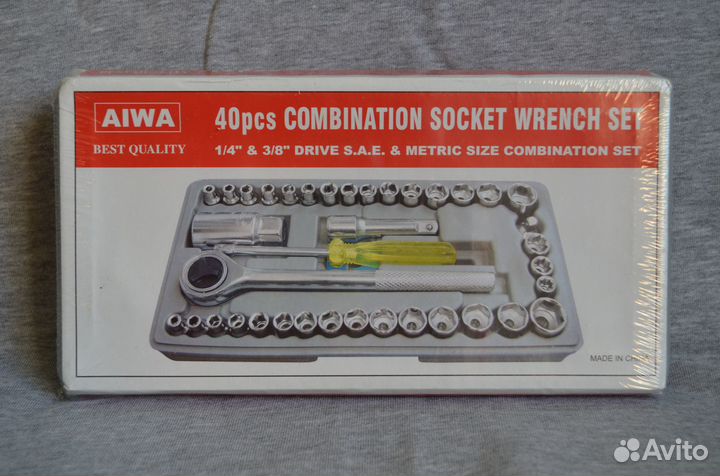 AIWA
BEST QUALITY
40pcs COMBINATION SOCKET WRENCH SET
1/4" & 3/8" DRIVE S.A.E. & METRIC SIZE COMBINATION SET
MADE IN CHINA
Avito